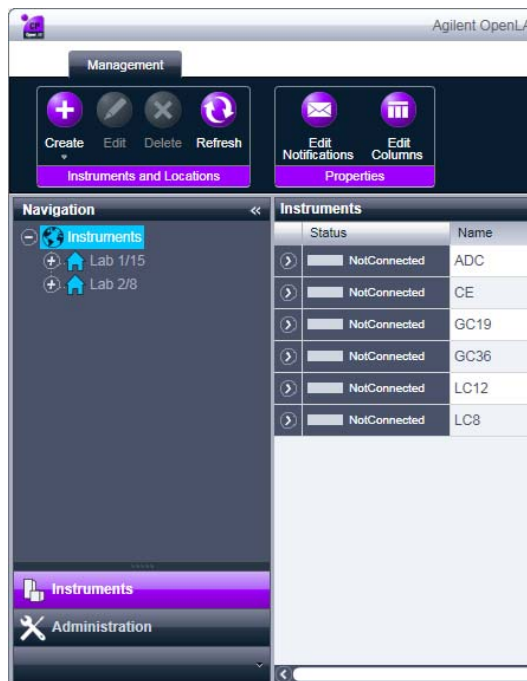 Agilent OpenLA
Management
Create Edit Delete Refresh
Edit Notifications
Edit Columns
Instruments and Locations
Properties
Navigation
Instruments
Lab 1/15
Lab 2/8
Instruments
Administration
Instruments
Status Name
NotConnected ADC
NotConnected CE
NotConnected GC19
NotConnected GC36
NotConnected LC12
NotConnected LC8